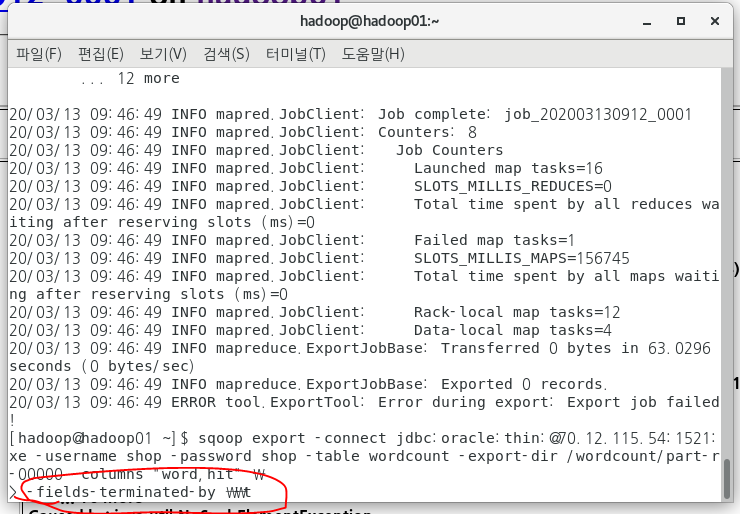 hadoop@hadoop01:~
파일(F) 편집(E) 보기(V) 검색(S) 터미널(T) 도움말(H)
... 12 more
20/03/13 09:46:49 INFO mapred.JobClient: Job complete: job_202003130912_0001
20/03/13 09:46:49 INFO mapred.JobClient: Counters: 8
20/03/13 09:46:49 INFO mapred.JobClient:   Job Counters
20/03/13 09:46:49 INFO mapred.JobClient:     Launched map tasks=16
20/03/13 09:46:49 INFO mapred.JobClient:     SLOTS_MILLIS_REDUCES=0
20/03/13 09:46:49 INFO mapred.JobClient:     Total time spent by all reduces wa
iting after reserving slots (ms)=0
20/03/13 09:46:49 INFO mapred.JobClient:     Failed map tasks=1
20/03/13 09:46:49 INFO mapred.JobClient:     SLOTS_MILLIS_MAPS=156745
20/03/13 09:46:49 INFO mapred.JobClient:     Total time spent by all maps waiti
ng after reserving slots (ms)=0
20/03/13 09:46:49 INFO mapred.JobClient:     Rack-local map tasks=12
20/03/13 09:46:49 INFO mapred.JobClient:     Data-local map tasks=4
20/03/13 09:46:49 INFO mapreduce.ExportJobBase: Transferred 0 bytes in 63.0296
seconds (0 bytes/sec)
20/03/13 09:46:49 INFO mapreduce.ExportJobBase: Exported 0 records.
20/03/13 09:46:49 ERROR tool.ExportTool: Error during export: Export job failed
!
[hadoop@hadoop01 ~]$ sqoop export -connect jdbc:oracle:thin:@70.12.115.54:1521:
xe -username shop -password shop -table wordcount -export-dir /wordcount/part-r
-00000 -columns "word,hit" ₩
> -fields-terminated-by ₩₩t